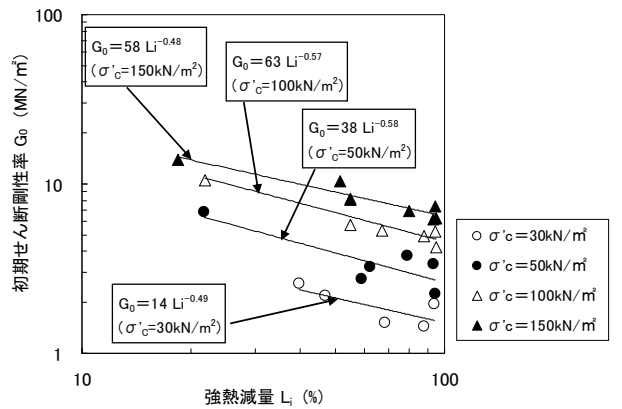 100
10
1
初期せん断剛性率 G₀ (MN/㎡)
G₀=58 Li⁻⁰·⁴⁸
(σ'c=150kN/m²)
G₀=63 Li⁻⁰·⁵⁷
(σ'c=100kN/m²)
G₀=38 Li⁻⁰·⁵⁸
(σ'c=50kN/m²)
G₀=14 Li⁻⁰·⁴⁹
(σ'c=30kN/m²)
○ σ'c=30kN/㎡
● σ'c=50kN/㎡
△ σ'c=100kN/㎡
▲ σ'c=150kN/㎡
10
100
強熱減量 Lᵢ (%)